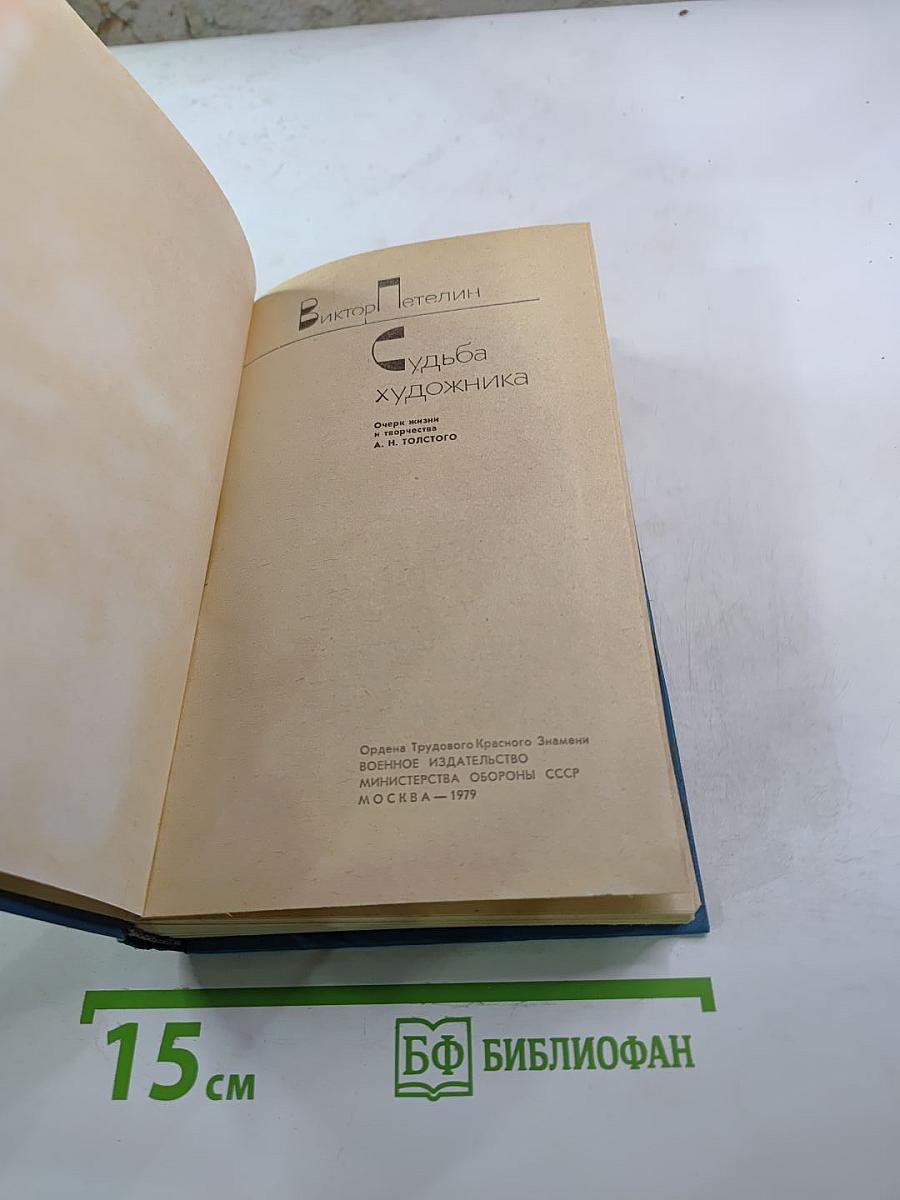 Виктор Петелин
Судьба
художника
Очерк жизни
и творчества
А. Н. ТОЛСТОГО
Ордена Трудового Красного Знамени
ВОЕННОЕ ИЗДАТЕЛЬСТВО
МИНИСТЕРСТВА ОБОРОНЫ СССР
МОСКВА — 1979
15 см
БФ БИБЛИОФАН